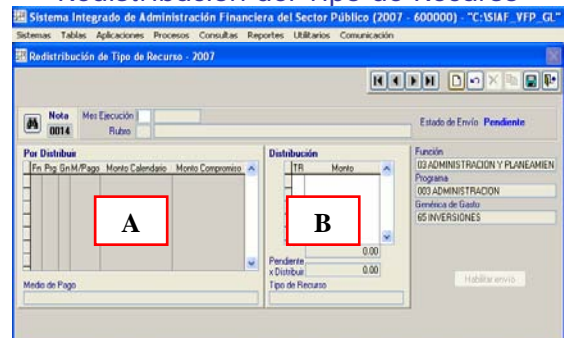 Redistribución del Tipo de Recurso
Sistema Integrado de Administración Financiera del Sector Público (2007 - 600000) - "C:\SIAF_VFP_GL"
Sistemas Tablas Aplicaciones Procesos Consultas Reportes Utilitarios Comunicación
Redistribución de Tipo de Recurso - 2007
Nota Mes Ejecución
0014 Rubro
Estado de Envío Pendiente
Por Distribuir Distribución Función
Fn Prg Gn M/Pago Monto Calendario Monto Compromiso TR Monto 03 ADMINISTRACION Y PLANEAMIEN
Programa
003 ADMINISTRACION
Genérica de Gasto
65 INVERSIONES
A B
0.00
Pendiente
x Distribuir 0.00
Medio de Pago Tipo de Recurso
Habilitar envío